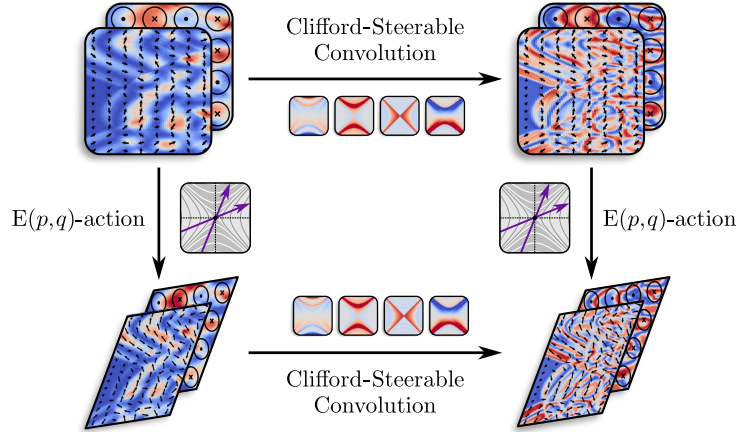 Clifford-Steerable
Convolution
E(p,q)-action
E(p,q)-action
Clifford-Steerable
Convolution